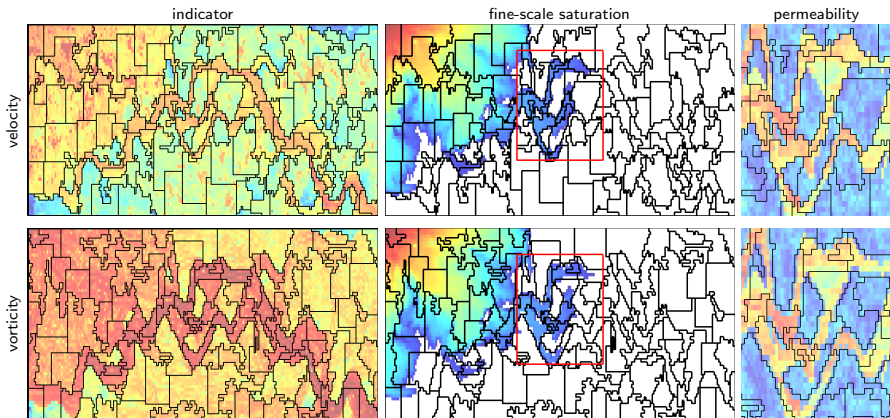 indicator
fine-scale saturation
permeability
velocity
vorticity